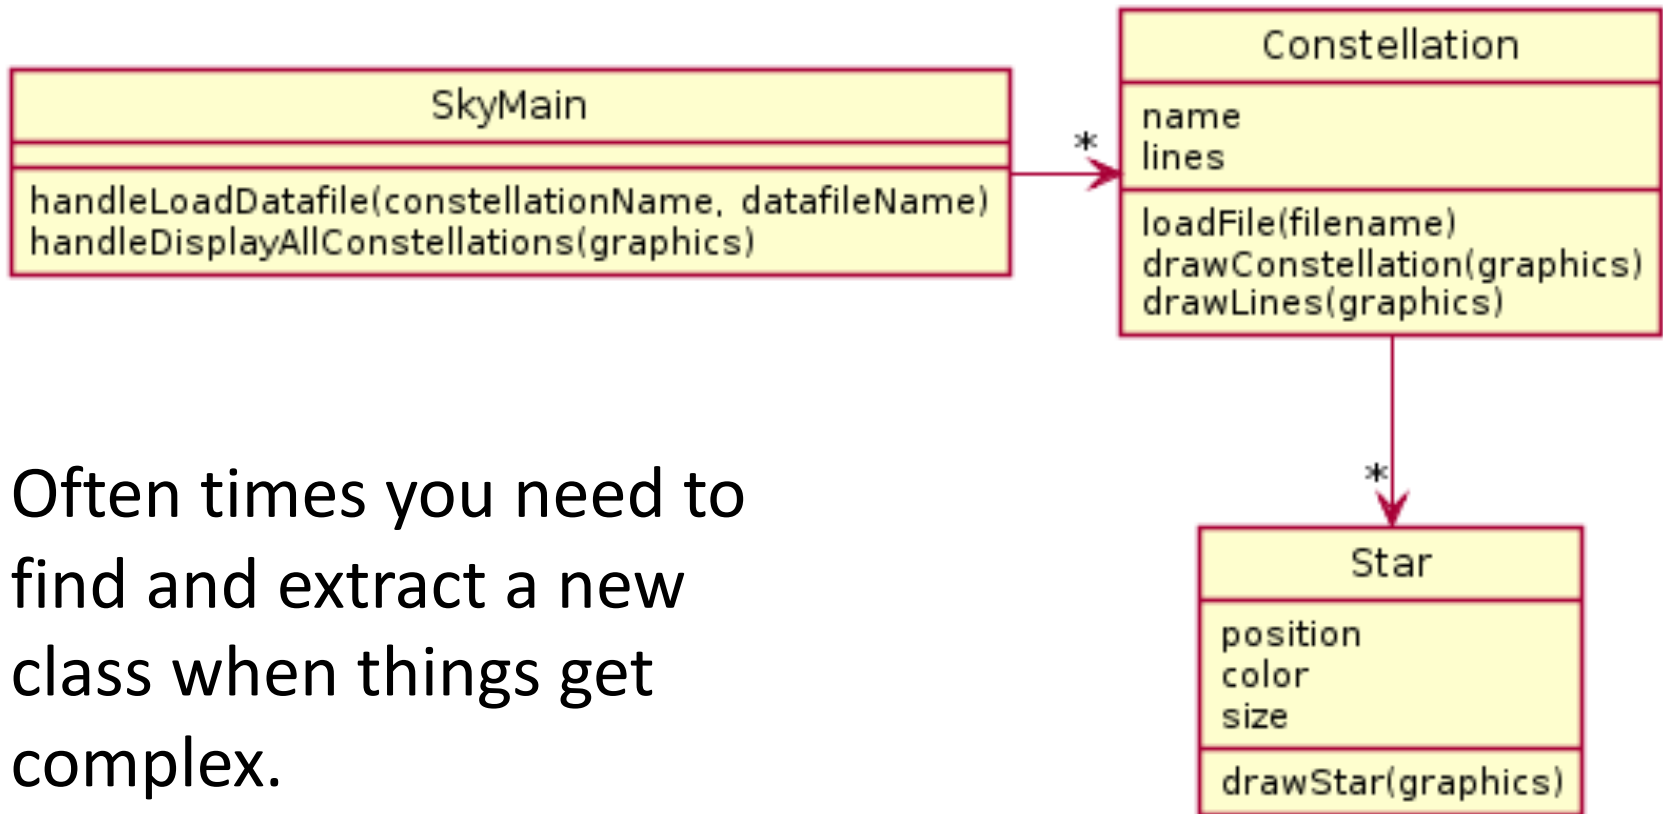 SkyMain
handleLoadDatafile(constellationName, datafileName)
handleDisplayAllConstellations(graphics)
*
Constellation
name
lines
loadFile(filename)
drawConstellation(graphics)
drawLines(graphics)
*
Star
position
color
size
drawStar(graphics)
Often times you need to
find and extract a new
class when things get
complex.